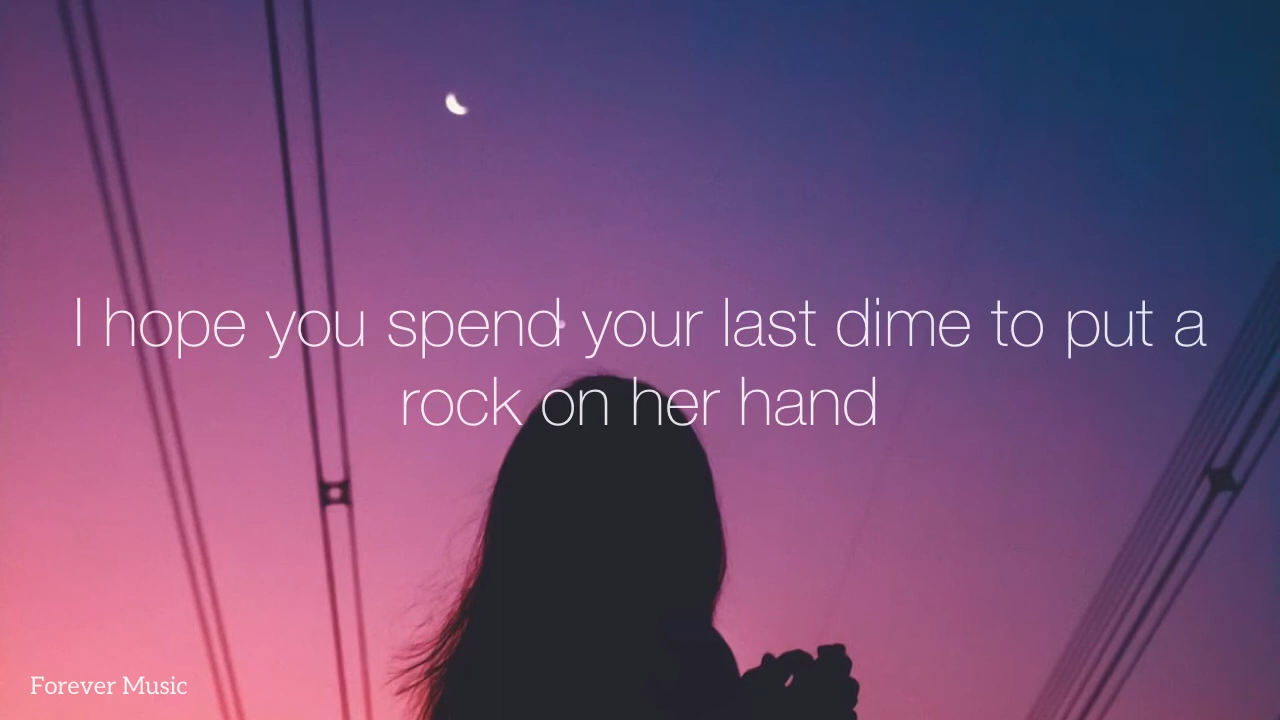 I hope you spend your last dime to put a
rock on her hand
Forever Music